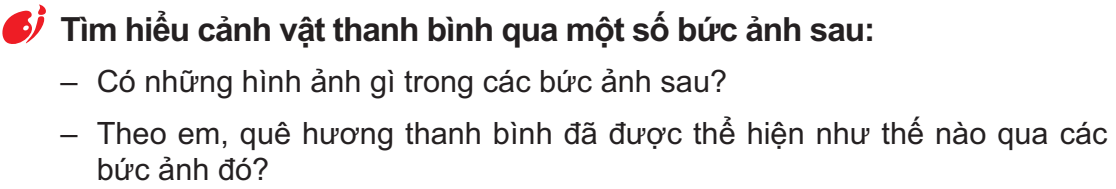 Tìm hiểu cảnh vật thanh bình qua một số bức ảnh sau:
– Có những hình ảnh gì trong các bức ảnh sau?
– Theo em, quê hương thanh bình đã được thể hiện như thế nào qua các
bức ảnh đó?